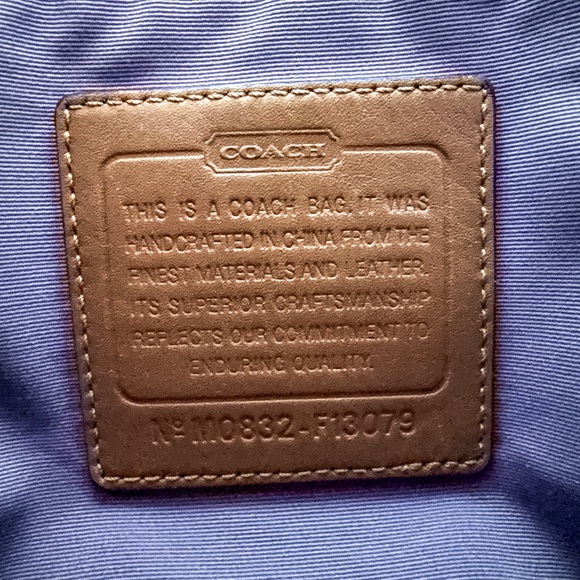 COACH
THIS IS A COACH BAG. IT WAS
HANDCRAFTED IN CHINA FROM THE
FINEST MATERIALS AND LEATHER.
ITS SUPERIOR CRAFTSMANSHIP
REFLECTS OUR COMMITMENT TO
ENDURING QUALITY.
Nº M0832-F13079